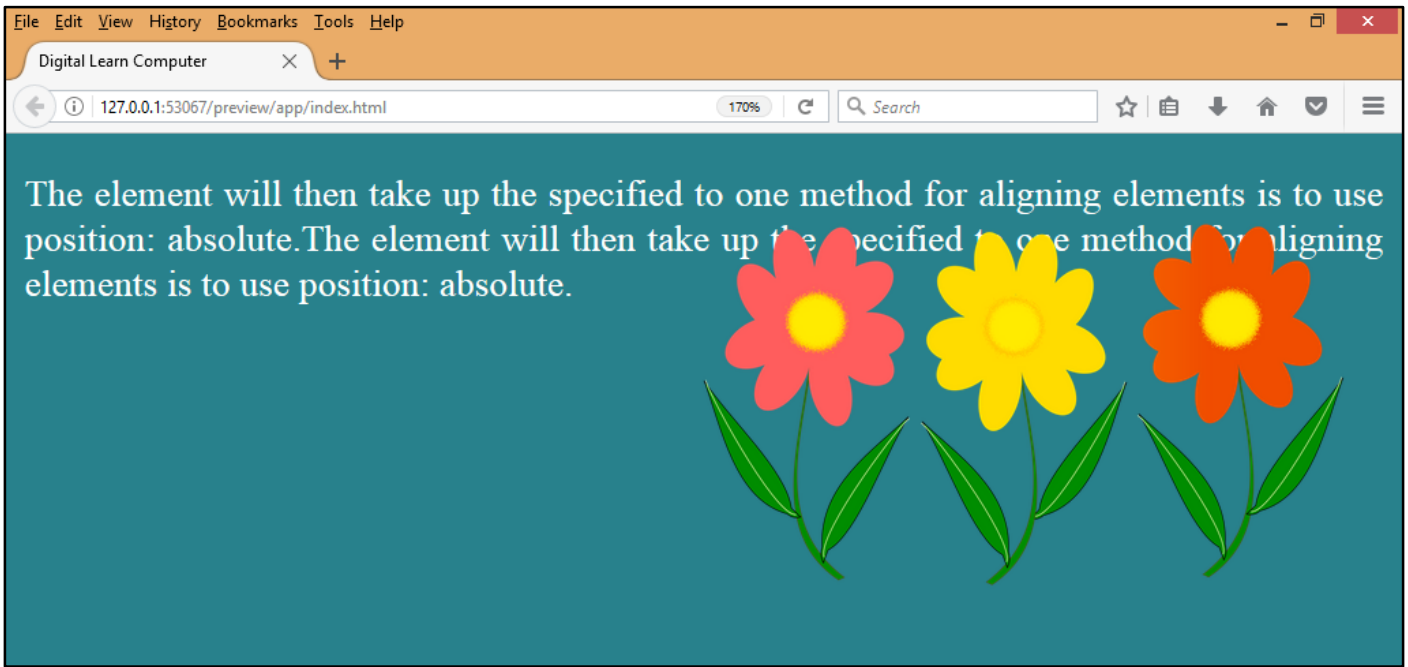 File Edit View History Bookmarks Tools Help
Digital Learn Computer
127.0.0.1:53067/preview/app/index.html 170% Search
The element will then take up the specified to one method for aligning elements is to use
position: absolute.The element will then take up the specified to one method for aligning
elements is to use position: absolute.